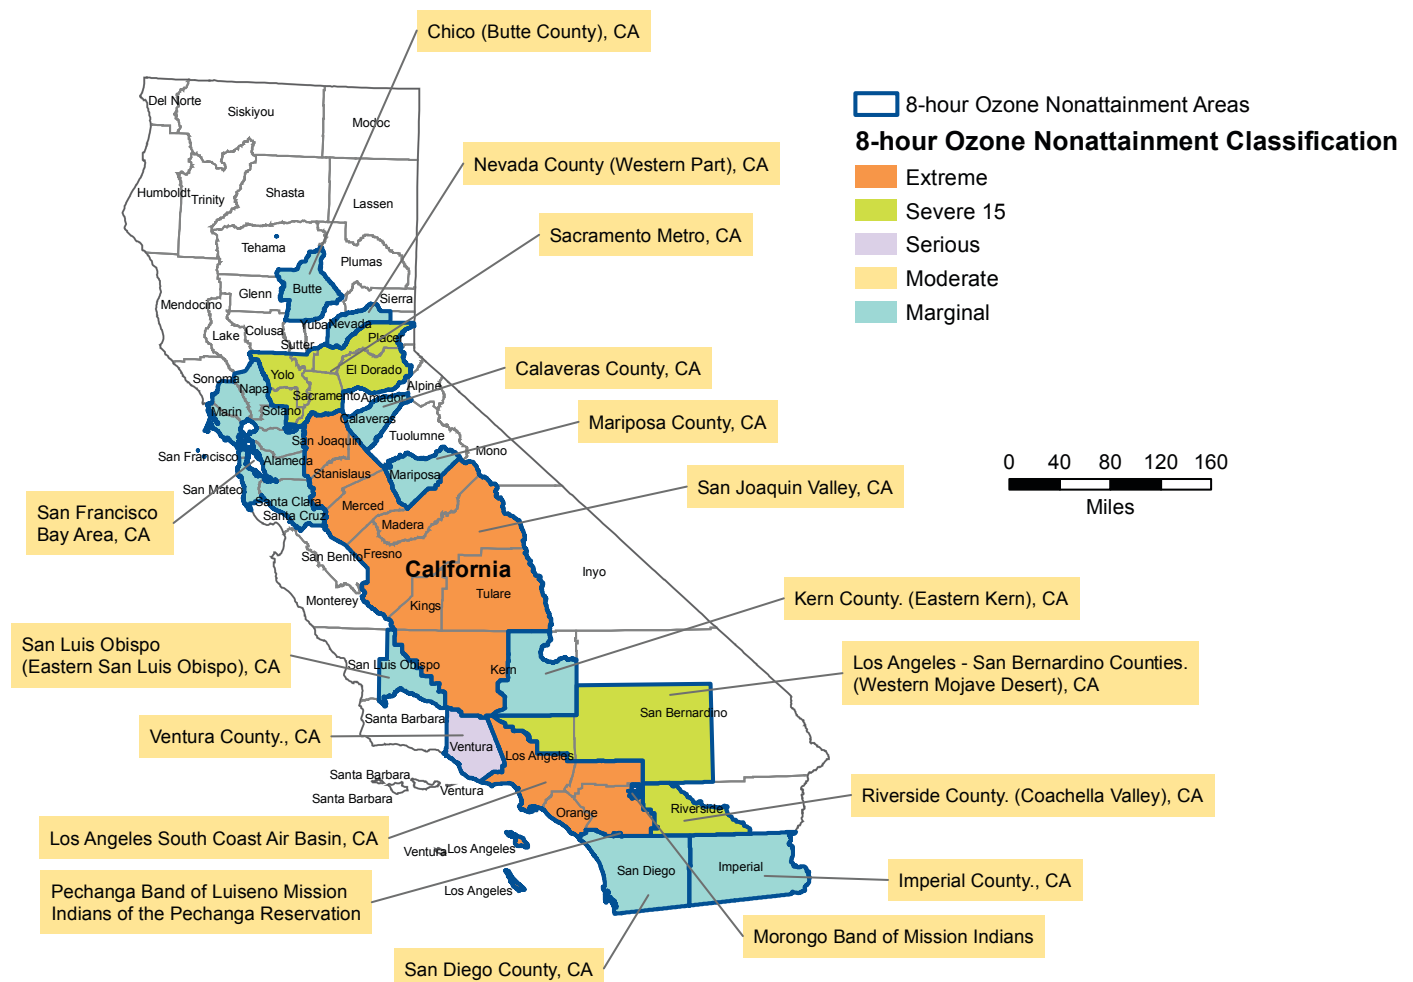 Chico (Butte County), CA
8-hour Ozone Nonattainment Areas
8-hour Ozone Nonattainment Classification
Extreme
Severe 15
Serious
Moderate
Marginal
Nevada County (Western Part), CA
Sacramento Metro, CA
Calaveras County, CA
Mariposa County, CA
San Joaquin Valley, CA
0 40 80 120 160
Miles
San Francisco
Bay Area, CA
Kern County. (Eastern Kern), CA
San Luis Obispo
(Eastern San Luis Obispo), CA
Los Angeles - San Bernardino Counties.
(Western Mojave Desert), CA
Ventura County., CA
Riverside County. (Coachella Valley), CA
Los Angeles South Coast Air Basin, CA
Pechanga Band of Luiseno Mission
Indians of the Pechanga Reservation
Imperial County., CA
Morongo Band of Mission Indians
San Diego County, CA
Del Norte
Siskiyou
Modoc
Humboldt
Trinity
Shasta
Lassen
Tehama
Plumas
Butte
Glenn
Sierra
Mendocino
Yuba
Nevada
Colusa
Lake
Sutter
Placer
Yolo
El Dorado
Sonoma
Napa
Alpine
Sacramento
Amador
Marin
Solano
Calaveras
Tuolumne
San Joaquin
Mono
San Francisco
Alameda
Stanislaus
Mariposa
San Mateo
Santa Clara
Merced
Santa Cruz
Madera
San Benito
Fresno
California
Inyo
Monterey
Kings
Tulare
San Luis Obispo
Kern
Santa Barbara
San Bernardino
Ventura
Los Angeles
Santa Barbara
Ventura
Santa Barbara
Orange
Riverside
Ventura
Los Angeles
Los Angeles
San Diego
Imperial